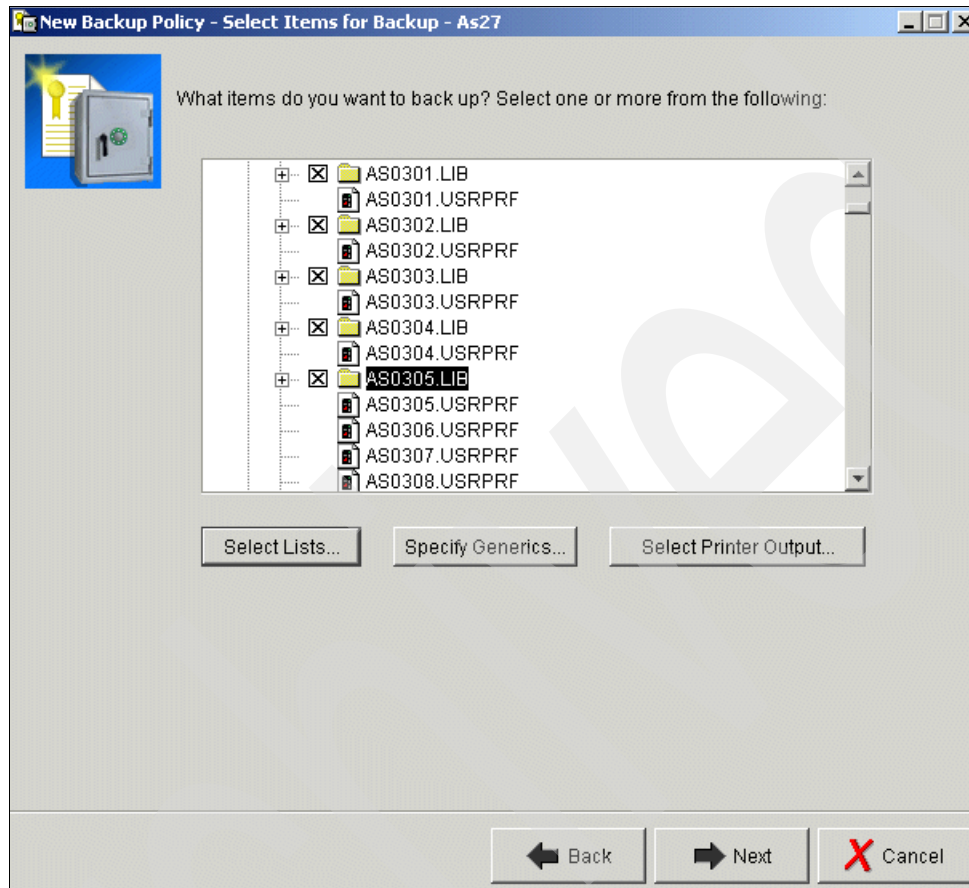 New Backup Policy - Select Items for Backup - As27
What items do you want to back up? Select one or more from the following:
AS0301.LIB
AS0301.USRPRF
AS0302.LIB
AS0302.USRPRF
AS0303.LIB
AS0303.USRPRF
AS0304.LIB
AS0304.USRPRF
AS0305.LIB
AS0305.USRPRF
AS0306.USRPRF
AS0307.USRPRF
AS0308.USRPRF
Select Lists... Specify Generics... Select Printer Output...
Back Next Cancel